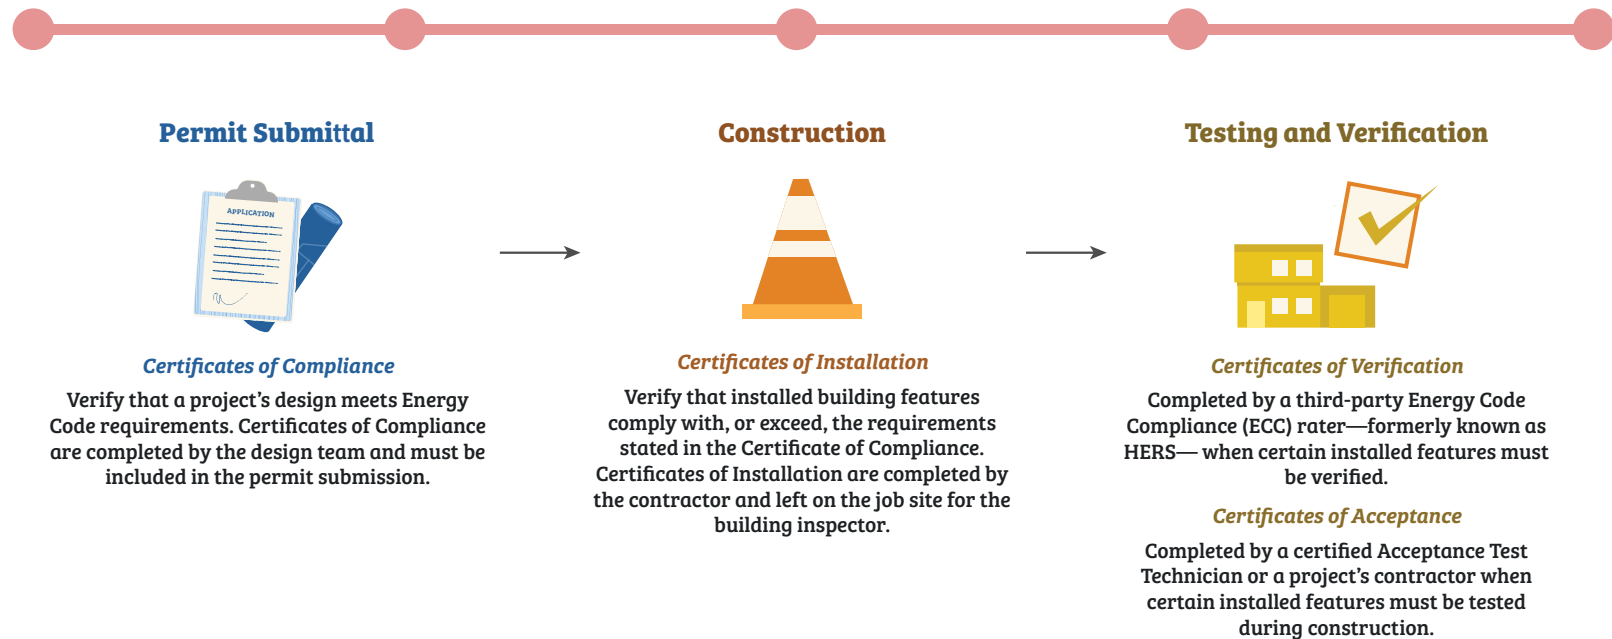 Permit Submittal
APPLICATION
Certificates of Compliance
Verify that a project's design meets Energy
Code requirements. Certificates of Compliance
are completed by the design team and must be
included in the permit submission.
Construction
Certificates of Installation
Verify that installed building features
comply with, or exceed, the requirements
stated in the Certificate of Compliance.
Certificates of Installation are completed by
the contractor and left on the job site for the
building inspector.
Testing and Verification
Certificates of Verification
Completed by a third-party Energy Code
Compliance (ECC) rater—formerly known as
HERS— when certain installed features must
be verified.
Certificates of Acceptance
Completed by a certified Acceptance Test
Technician or a project's contractor when
certain installed features must be tested
during construction.